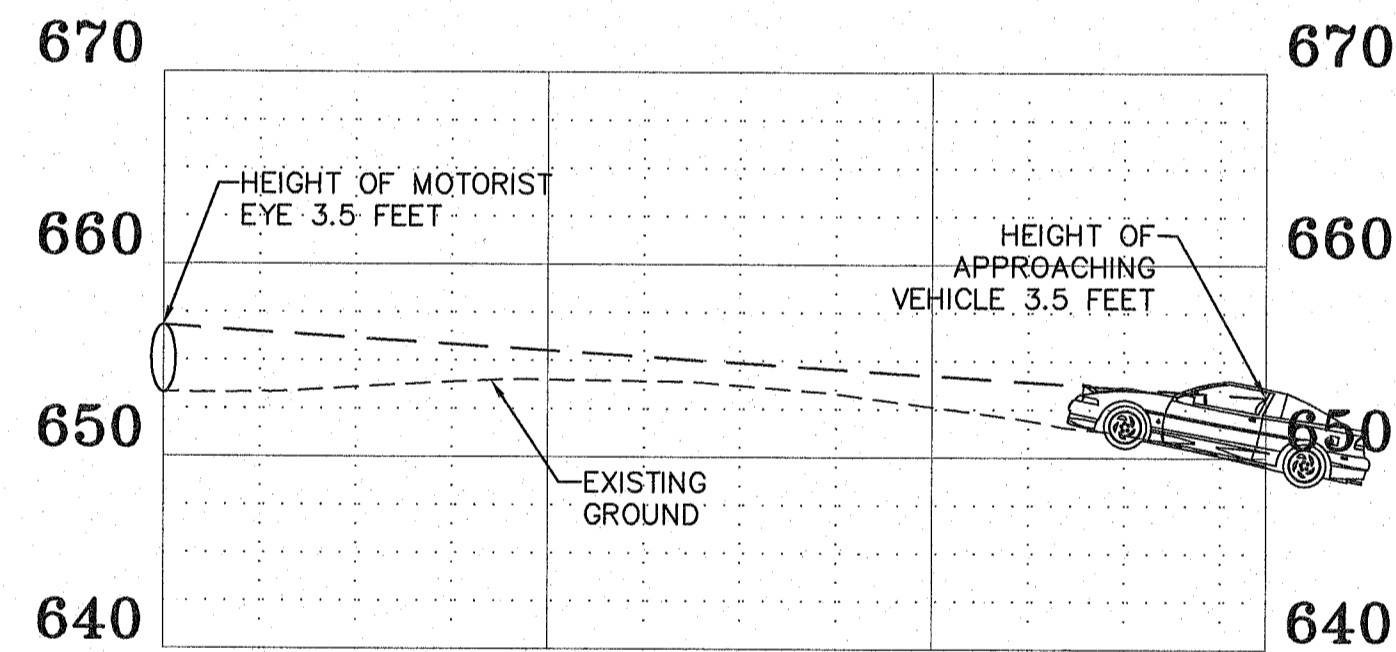 670
670
HEIGHT OF MOTORIST
EYE 3.5 FEET
660
660
HEIGHT OF
APPROACHING
VEHICLE 3.5 FEET
650
650
EXISTING
GROUND
640
640